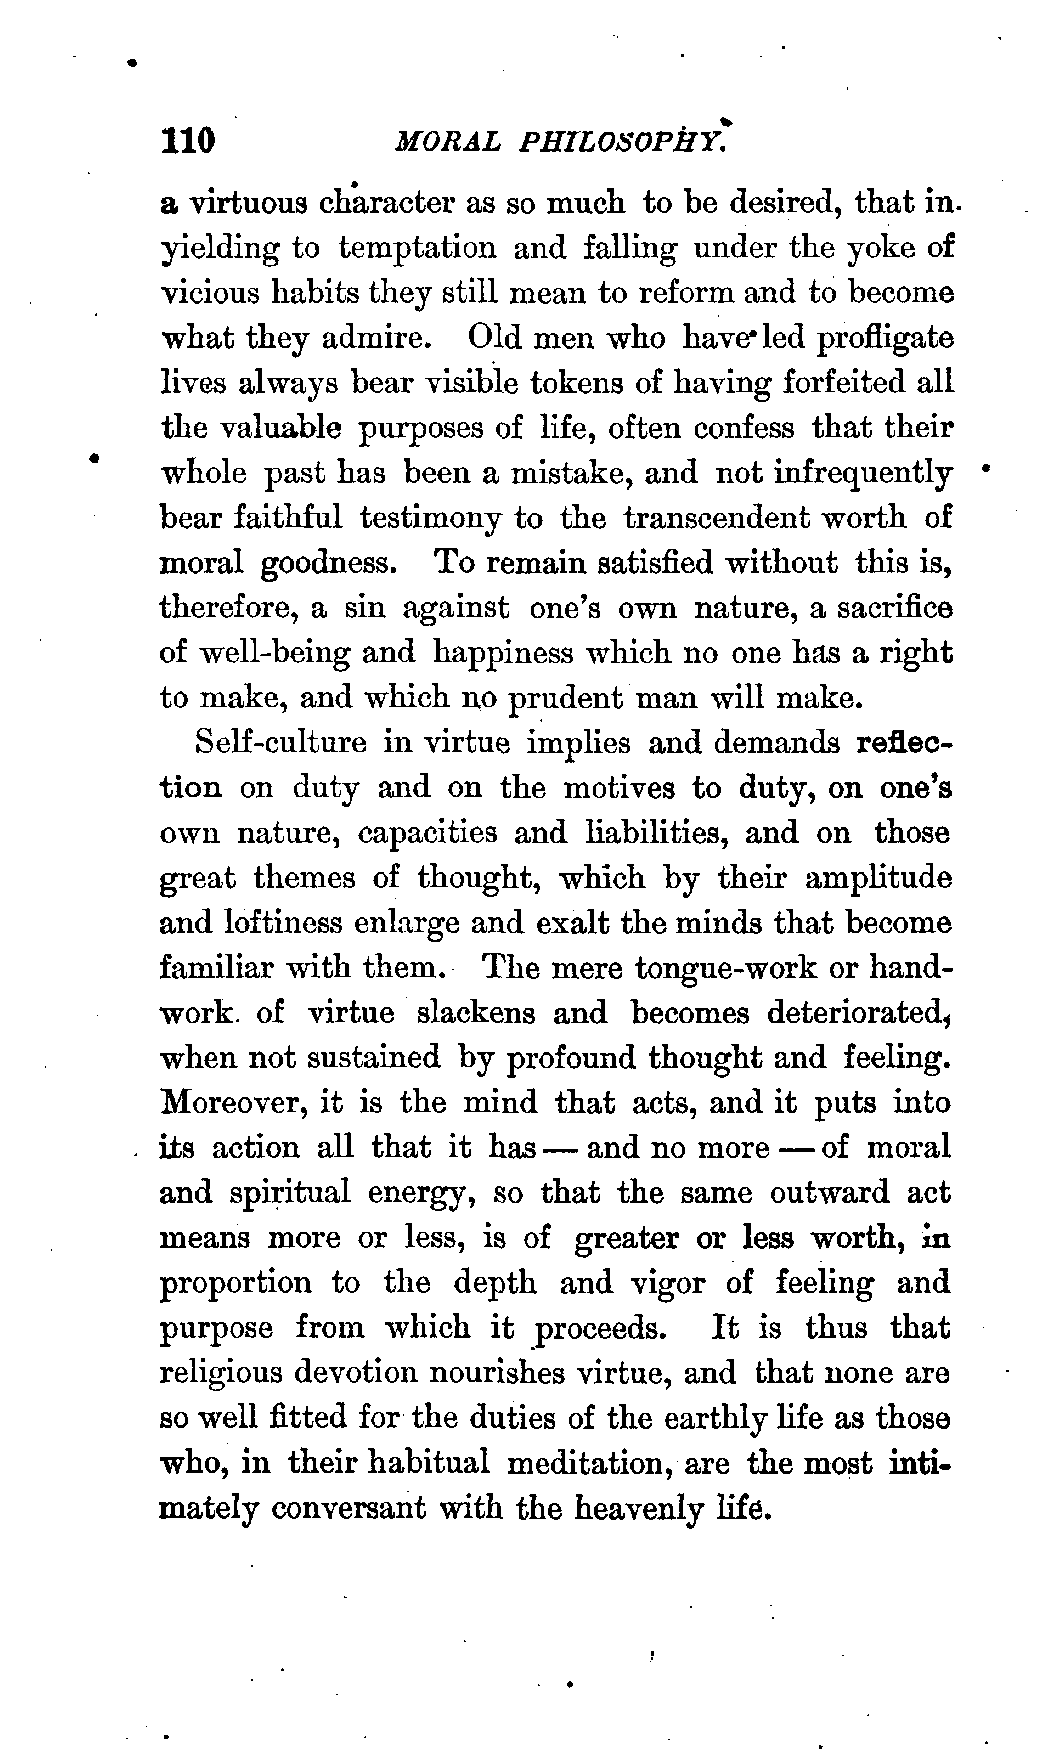 110 MORAL PHILOSOPHY.
a virtuous character as so much to be desired, that in
yielding to temptation and falling under the yoke of
vicious habits they still mean to reform and to become
what they admire. Old men who have led profligate
lives always bear visible tokens of having forfeited all
the valuable purposes of life, often confess that their
whole past has been a mistake, and not infrequently
bear faithful testimony to the transcendent worth of
moral goodness. To remain satisfied without this is,
therefore, a sin against one's own nature, a sacrifice
of well-being and happiness which no one has a right
to make, and which no prudent man will make.
Self-culture in virtue implies and demands reflec-
tion on duty and on the motives to duty, on one's
own nature, capacities and liabilities, and on those
great themes of thought, which by their amplitude
and loftiness enlarge and exalt the minds that become
familiar with them. The mere tongue-work or hand-
work of virtue slackens and becomes deteriorated,
when not sustained by profound thought and feeling.
Moreover, it is the mind that acts, and it puts into
its action all that it has — and no more — of moral
and spiritual energy, so that the same outward act
means more or less, is of greater or less worth, in
proportion to the depth and vigor of feeling and
purpose from which it proceeds. It is thus that
religious devotion nourishes virtue, and that none are
so well fitted for the duties of the earthly life as those
who, in their habitual meditation, are the most inti-
mately conversant with the heavenly life.